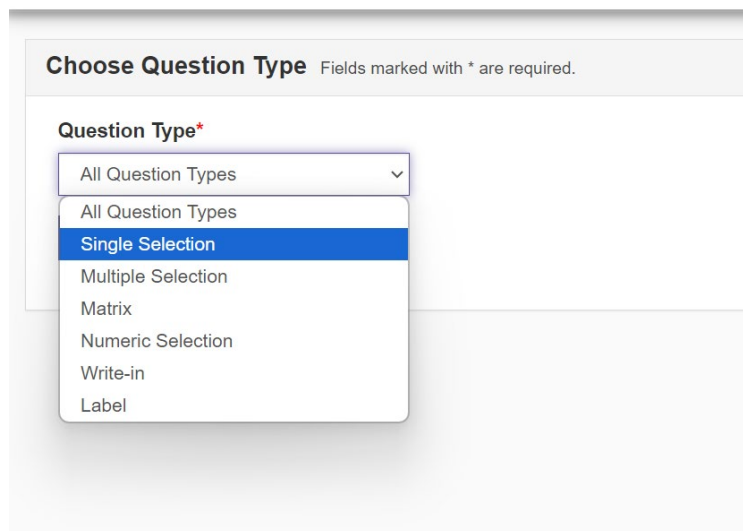 Choose Question Type Fields marked with * are required.
Question Type*
All Question Types
All Question Types
Single Selection
Multiple Selection
Matrix
Numeric Selection
Write-in
Label